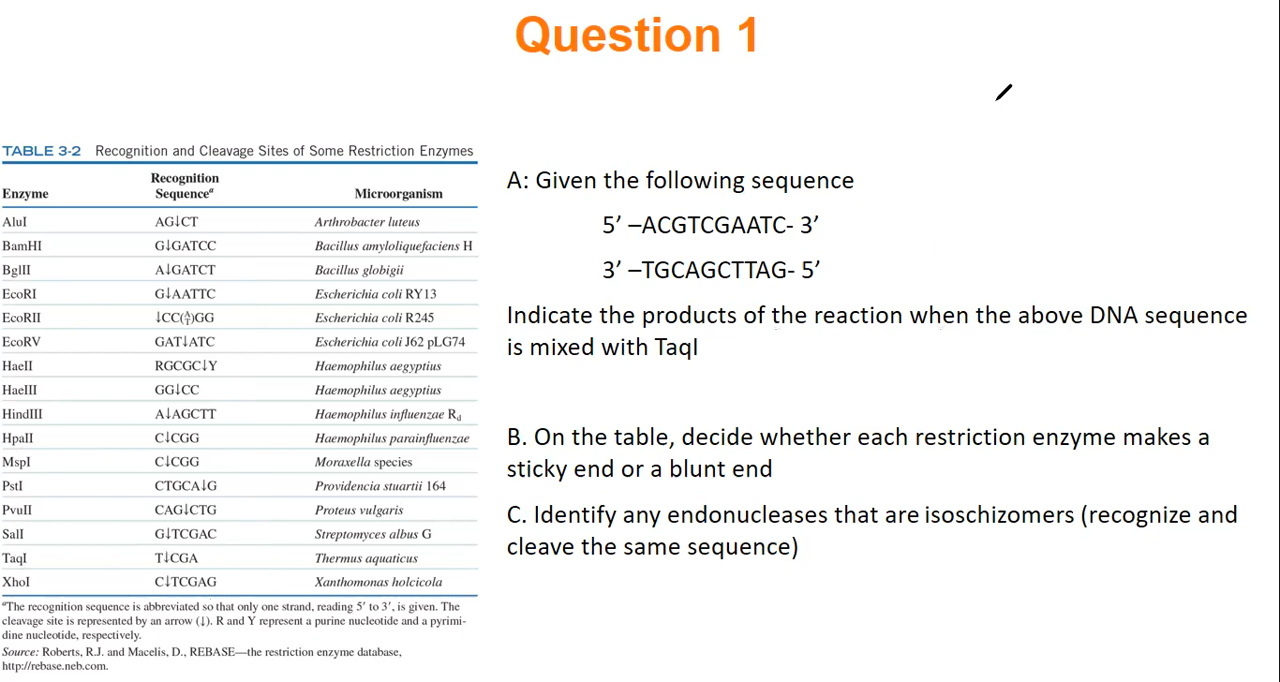 Question 1
TABLE 3-2 Recognition and Cleavage Sites of Some Restriction Enzymes
Enzyme Recognition Sequenceᵃ Microorganism
AluI AG↓CT Arthrobacter luteus
BamHI G↓GATCC Bacillus amyloliquefaciens H
BglII A↓GATCT Bacillus globigii
EcoRI G↓AATTC Escherichia coli RY13
EcoRII ↓CC(A/T)GG Escherichia coli R245
EcoRV GAT↓ATC Escherichia coli J62 pLG74
HaeII RGCGC↓Y Haemophilus aegyptius
HaeIII GG↓CC Haemophilus aegyptius
HindIII A↓AGCTT Haemophilus influenzae Rd
HpaII C↓CGG Haemophilus parainfluenzae
MspI C↓CGG Moraxella species
PstI CTGCA↓G Providencia stuartii 164
PvuII CAG↓CTG Proteus vulgaris
SalI G↓TCGAC Streptomyces albus G
TaqI T↓CGA Thermus aquaticus
XhoI C↓TCGAG Xanthomonas holcicola
ᵃThe recognition sequence is abbreviated so that only one strand, reading 5′ to 3′, is given. The
cleavage site is represented by an arrow (↓). R and Y represent a purine nucleotide and a pyrimi-
dine nucleotide, respectively.
Source: Roberts, R.J. and Macelis, D., REBASE—the restriction enzyme database,
http://rebase.neb.com.
A: Given the following sequence
5’ –ACGTCGAATC- 3’
3’ –TGCAGCTTAG- 5’
Indicate the products of the reaction when the above DNA sequence
is mixed with TaqI
B. On the table, decide whether each restriction enzyme makes a
sticky end or a blunt end
C. Identify any endonucleases that are isoschizomers (recognize and
cleave the same sequence)